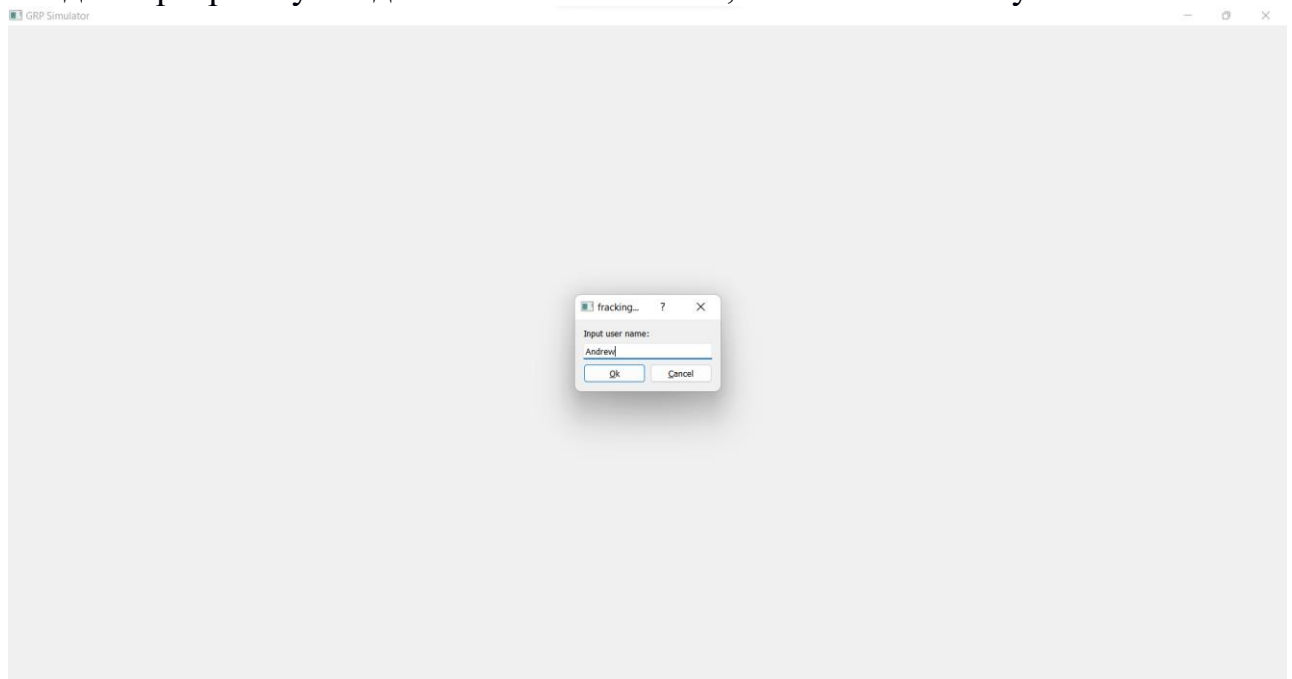 GRP Simulator
fracking...
Input user name:
Andrew
Ok
Cancel